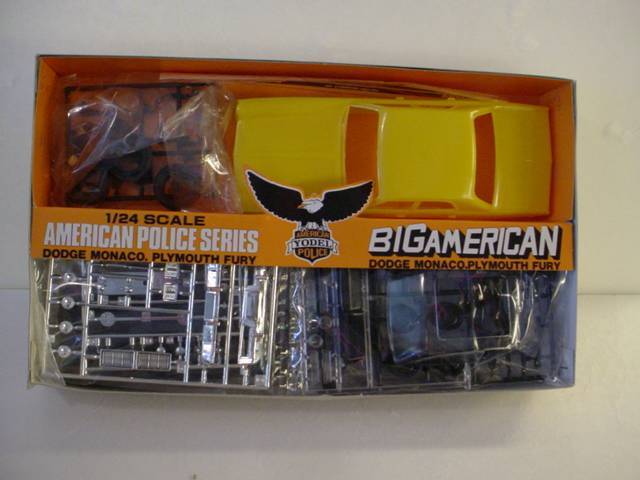 1/24 SCALE
AMERICAN POLICE SERIES
DODGE MONACO. PLYMOUTH FURY
AMERICAN
YODEL
POLICE
BIGAMERICAN
DODGE MONACO.PLYMOUTH FURY